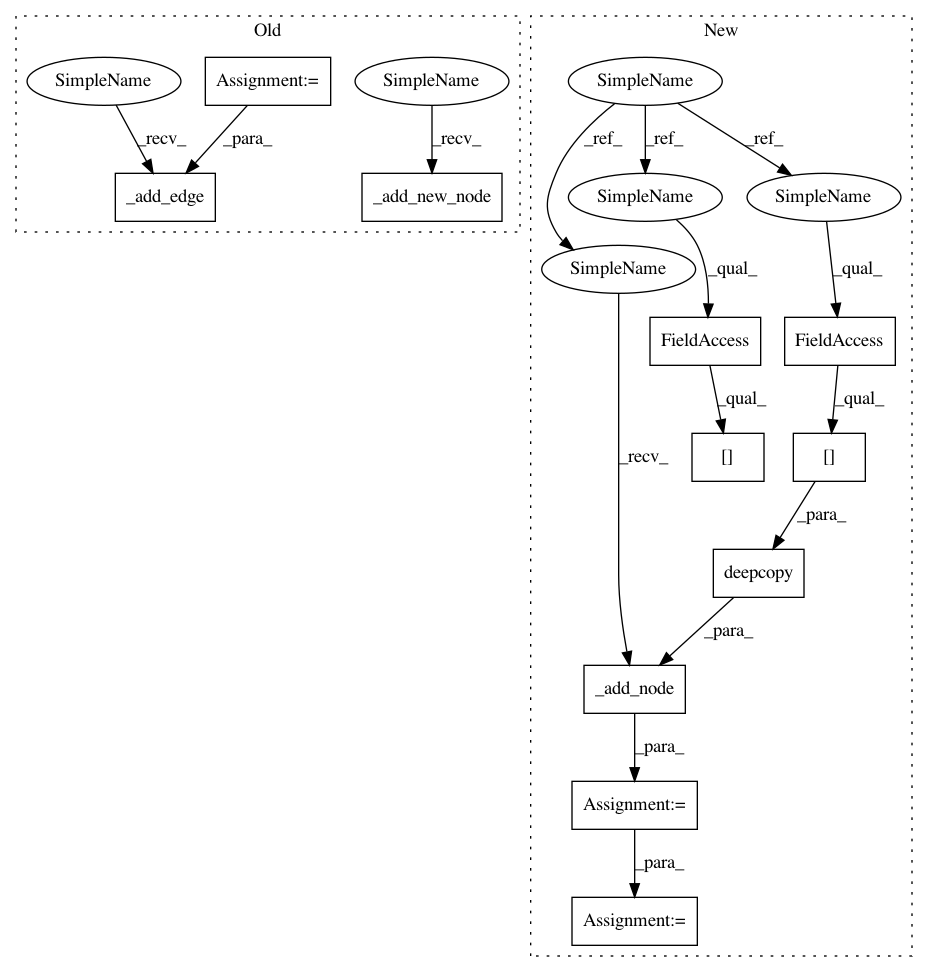 Old
New
SimpleName
Assignment:=
SimpleName
SimpleName
_recv_
_para_
_recv_
_ref_
_ref_
_ref_
_add_edge
_add_new_node
SimpleName
SimpleName
SimpleName
_qual_
_qual_
FieldAccess
FieldAccess
_qual_
_qual_
_recv_
[]
[]
_para_
deepcopy
_para_
_add_node
_para_
Assignment:=
_para_
Assignment:=